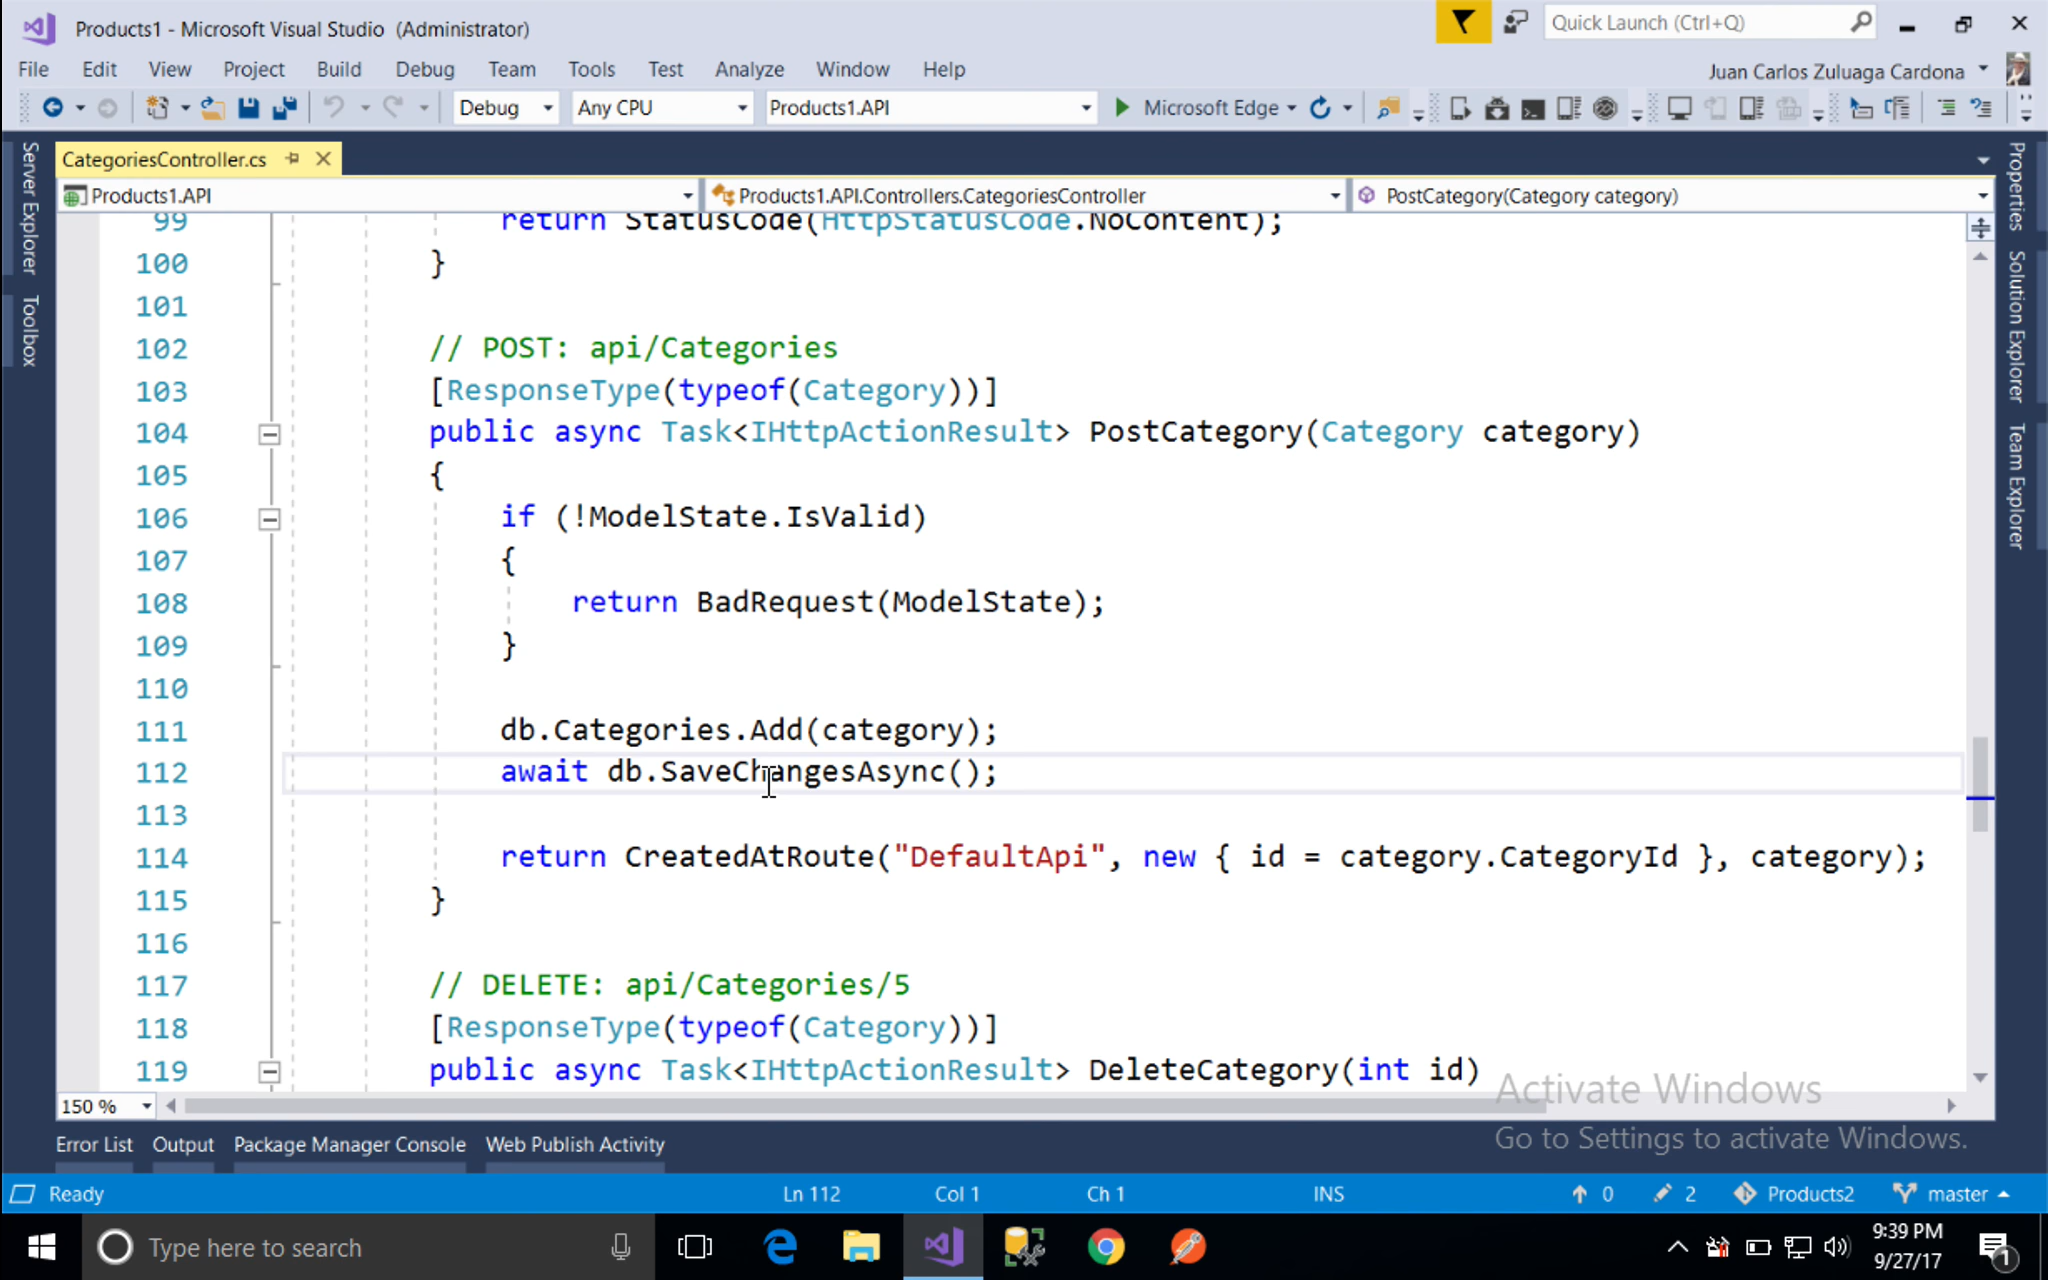 Products1 - Microsoft Visual Studio (Administrator)
Quick Launch (Ctrl+Q)
File Edit View Project Build Debug Team Tools Test Analyze Window Help
Juan Carlos Zuluaga Cardona
Debug Any CPU Products1.API Microsoft Edge
CategoriesController.cs
Products1.API Products1.API.Controllers.CategoriesController PostCategory(Category category)
Server Explorer
Toolbox
Properties
Solution Explorer
Team Explorer
99 return StatusCode(HttpStatusCode.NoContent);
100 }
101
102 // POST: api/Categories
103 [ResponseType(typeof(Category))]
104 public async Task<IHttpActionResult> PostCategory(Category category)
105 {
106 if (!ModelState.IsValid)
107 {
108 return BadRequest(ModelState);
109 }
110
111 db.Categories.Add(category);
112 await db.SaveChangesAsync();
113
114 return CreatedAtRoute("DefaultApi", new { id = category.CategoryId }, category);
115 }
116
117 // DELETE: api/Categories/5
118 [ResponseType(typeof(Category))]
119 public async Task<IHttpActionResult> DeleteCategory(int id)
150 %
Activate Windows
Go to Settings to activate Windows.
Error List Output Package Manager Console Web Publish Activity
Ready Ln 112 Col 1 Ch 1 INS 0 2 Products2 master
Type here to search
9:39 PM
9/27/17
1